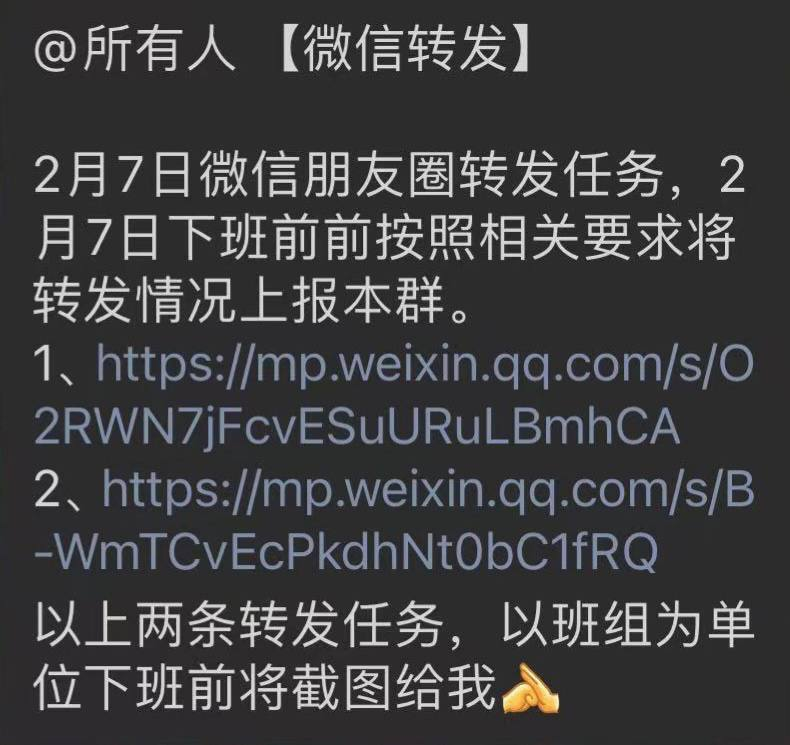 @所有人 【微信转发】
2月7日微信朋友圈转发任务，2
月7日下班前前按照相关要求将
转发情况上报本群。
1、https://mp.weixin.qq.com/s/O
2RWN7jFcvESuURuLBmhCA
2、https://mp.weixin.qq.com/s/B
-WmTCvEcPkdhNt0bC1fRQ
以上两条转发任务，以班组为单
位下班前将截图给我